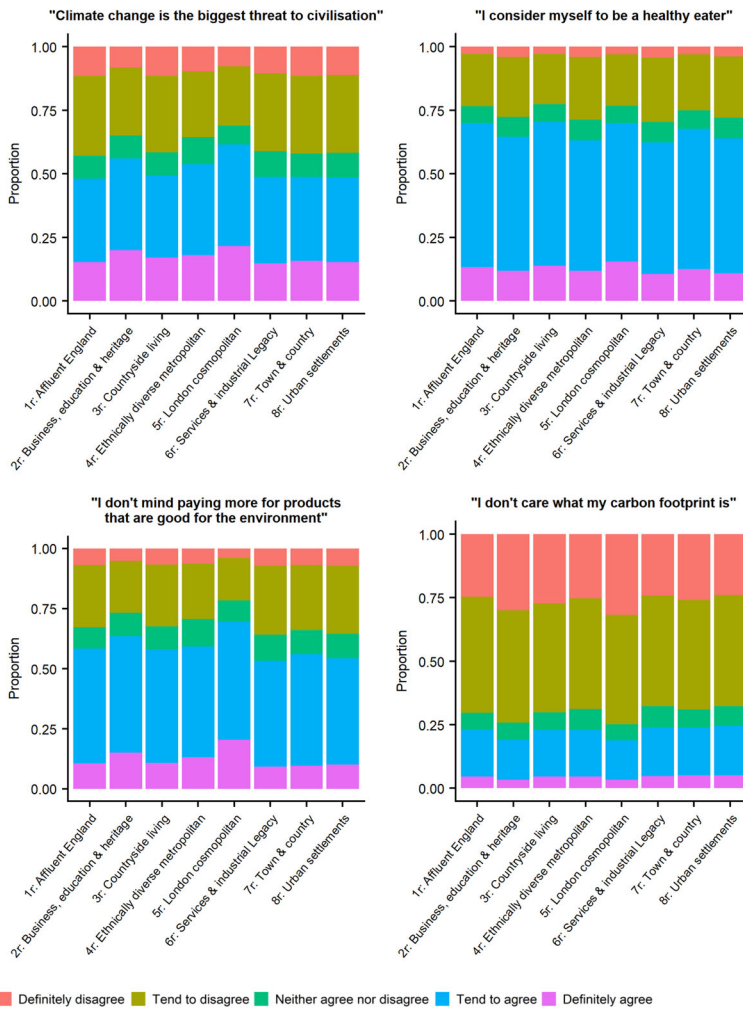 "Climate change is the biggest threat to civilisation"
1.00
0.75
0.50
0.25
0.00
Proportion
1r: Affluent England
2r: Business, education & heritage
3r: Countryside living
4r: Ethnically diverse metropolitan
5r: London cosmopolitan
6r: Services & industrial Legacy
7r: Town & country
8r: Urban settlements
"I consider myself to be a healthy eater"
1.00
0.75
0.50
0.25
0.00
Proportion
1r: Affluent England
2r: Business, education & heritage
3r: Countryside living
4r: Ethnically diverse metropolitan
5r: London cosmopolitan
6r: Services & industrial Legacy
7r: Town & country
8r: Urban settlements
"I don't mind paying more for products
that are good for the environment"
1.00
0.75
0.50
0.25
0.00
Proportion
1r: Affluent England
2r: Business, education & heritage
3r: Countryside living
4r: Ethnically diverse metropolitan
5r: London cosmopolitan
6r: Services & industrial Legacy
7r: Town & country
8r: Urban settlements
"I don't care what my carbon footprint is"
1.00
0.75
0.50
0.25
0.00
Proportion
1r: Affluent England
2r: Business, education & heritage
3r: Countryside living
4r: Ethnically diverse metropolitan
5r: London cosmopolitan
6r: Services & industrial Legacy
7r: Town & country
8r: Urban settlements
Definitely disagree Tend to disagree Neither agree nor disagree Tend to agree Definitely agree